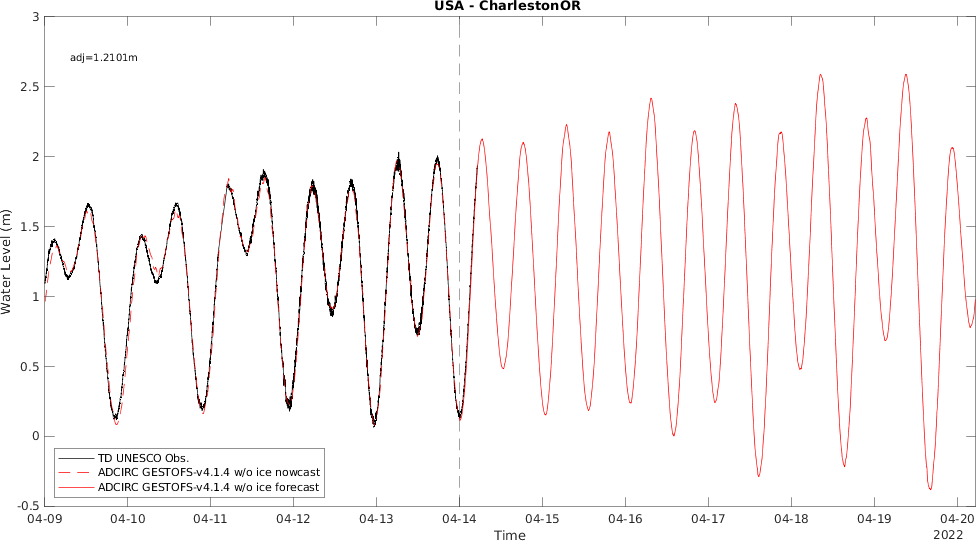 USA - CharlestonOR
adj=1.2101m
Water Level (m)
3
2.5
2
1.5
1
0.5
0
-0.5
TD UNESCO Obs.
ADCIRC GESTOFS-v4.1.4 w/o ice nowcast
ADCIRC GESTOFS-v4.1.4 w/o ice forecast
04-09 04-10 04-11 04-12 04-13 04-14 04-15 04-16 04-17 04-18 04-19 04-20
Time
2022